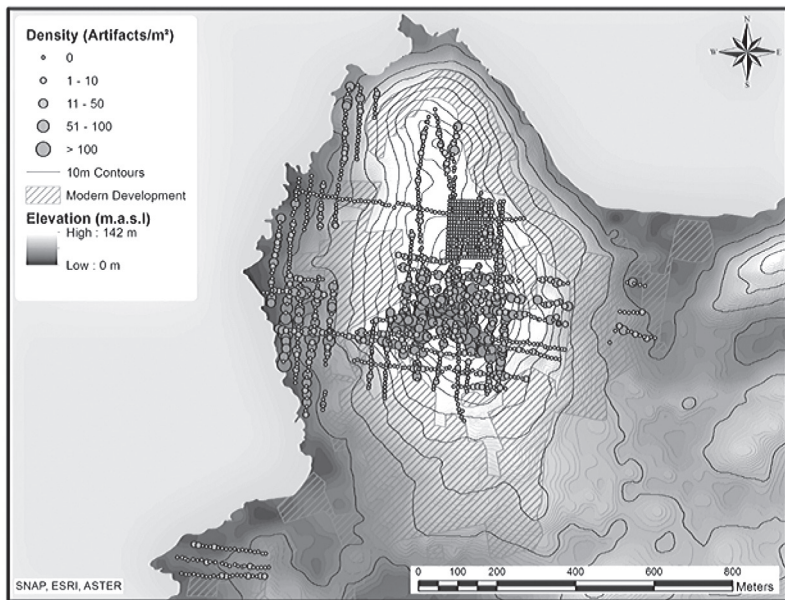 Density (Artifacts/m²)
0
1 - 10
11 - 50
51 - 100
> 100
10m Contours
Modern Development
Elevation (m.a.s.l)
High : 142 m
Low : 0 m
N
W E
S
SNAP, ESRI, ASTER
0 50 100 200 400 600 800
Meters